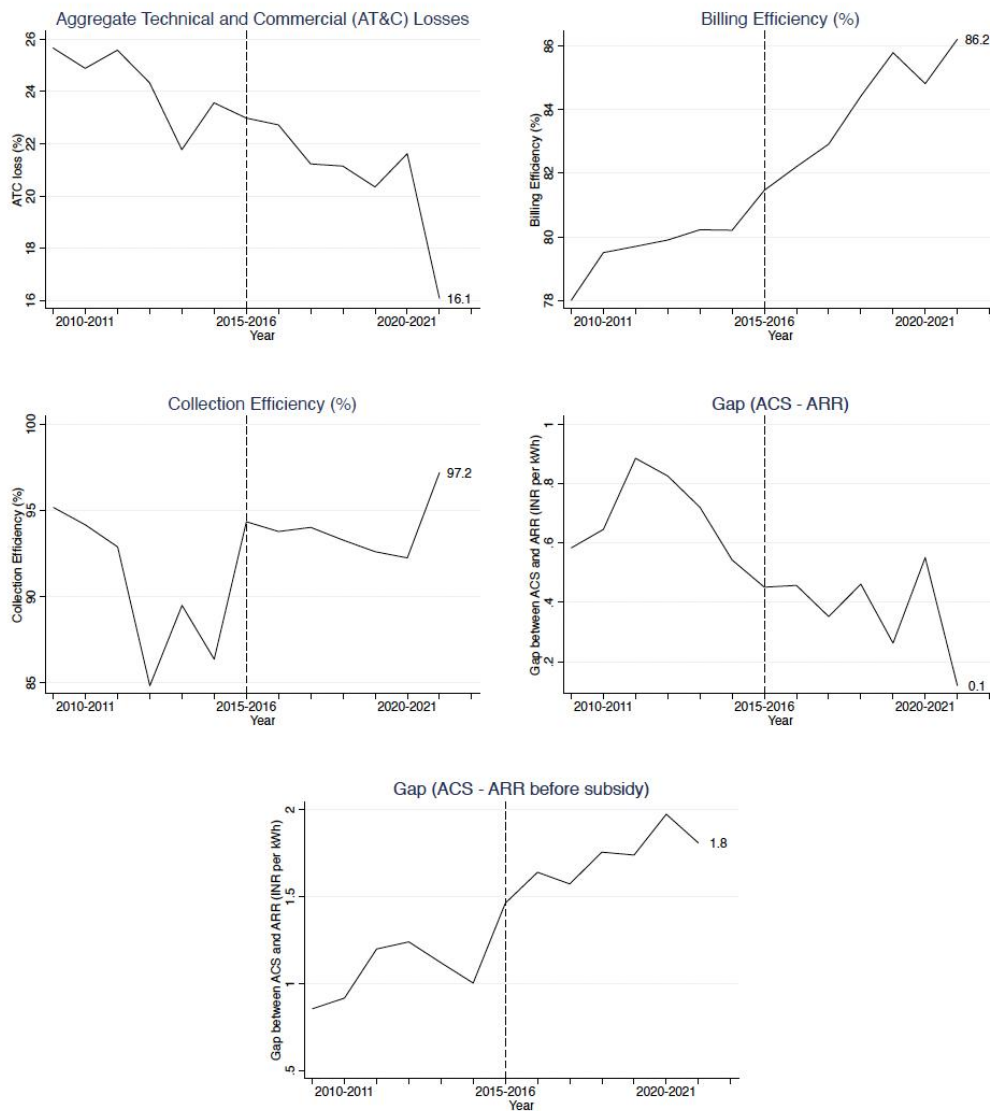 Aggregate Technical and Commercial (AT&C) Losses
ATC loss (%)
26
24
22
20
18
16
16.1
2010-2011
2015-2016
2020-2021
Year
Billing Efficiency (%)
Billing Efficiency (%)
86
84
82
80
78
86.2
2010-2011
2015-2016
2020-2021
Year
Collection Efficiency (%)
Collection Efficiency (%)
100
95
90
85
97.2
2010-2011
2015-2016
2020-2021
Year
Gap (ACS - ARR)
Gap between ACS and ARR (INR per kWh)
1
.8
.6
.4
.2
0.1
2010-2011
2015-2016
2020-2021
Year
Gap (ACS - ARR before subsidy)
Gap between ACS and ARR (INR per kWh)
2
1.5
1
.5
1.8
2010-2011
2015-2016
2020-2021
Year